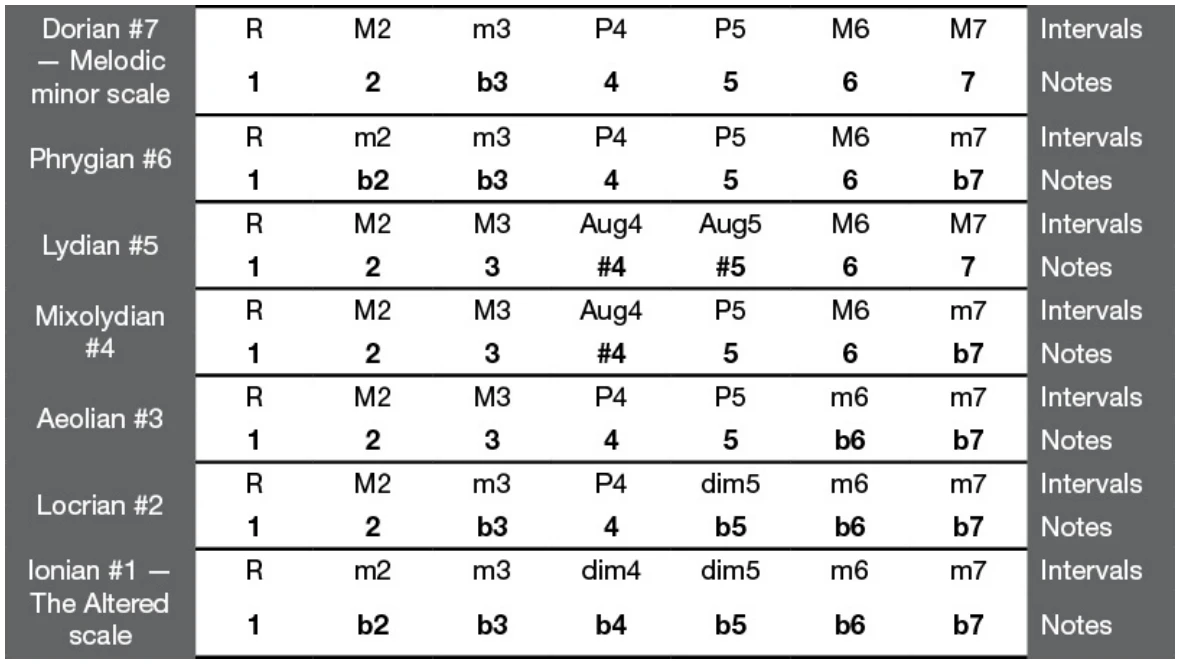 Dorian #7
— Melodic
minor scale
R M2 m3 P4 P5 M6 M7 Intervals
1 2 b3 4 5 6 7 Notes
Phrygian #6
R m2 m3 P4 P5 M6 m7 Intervals
1 b2 b3 4 5 6 b7 Notes
Lydian #5
R M2 M3 Aug4 Aug5 M6 M7 Intervals
1 2 3 #4 #5 6 7 Notes
Mixolydian
#4
R M2 M3 Aug4 P5 M6 m7 Intervals
1 2 3 #4 5 6 b7 Notes
Aeolian #3
R M2 M3 P4 P5 m6 m7 Intervals
1 2 3 4 5 b6 b7 Notes
Locrian #2
R M2 m3 P4 dim5 m6 m7 Intervals
1 2 b3 4 b5 b6 b7 Notes
Ionian #1 —
The Altered
scale
R m2 m3 dim4 dim5 m6 m7 Intervals
1 b2 b3 b4 b5 b6 b7 Notes